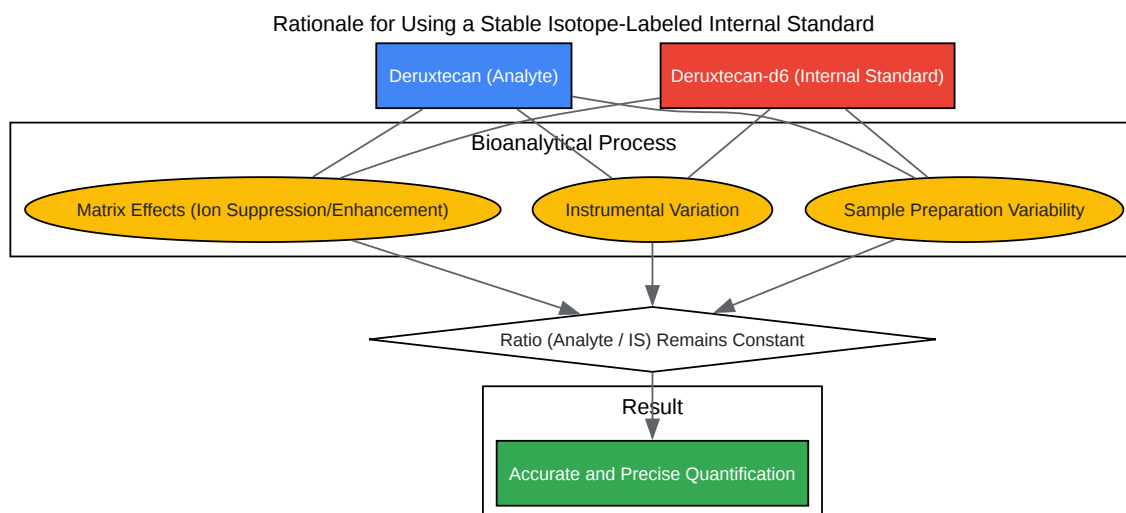 Rationale for Using a Stable Isotope-Labeled Internal Standard
Deruxtecan (Analyte)
Deruxtecan-d6 (Internal Standard)
Bioanalytical Process
Matrix Effects (Ion Suppression/Enhancement)
Instrumental Variation
Sample Preparation Variability
Ratio (Analyte / IS) Remains Constant
Result
Accurate and Precise Quantification